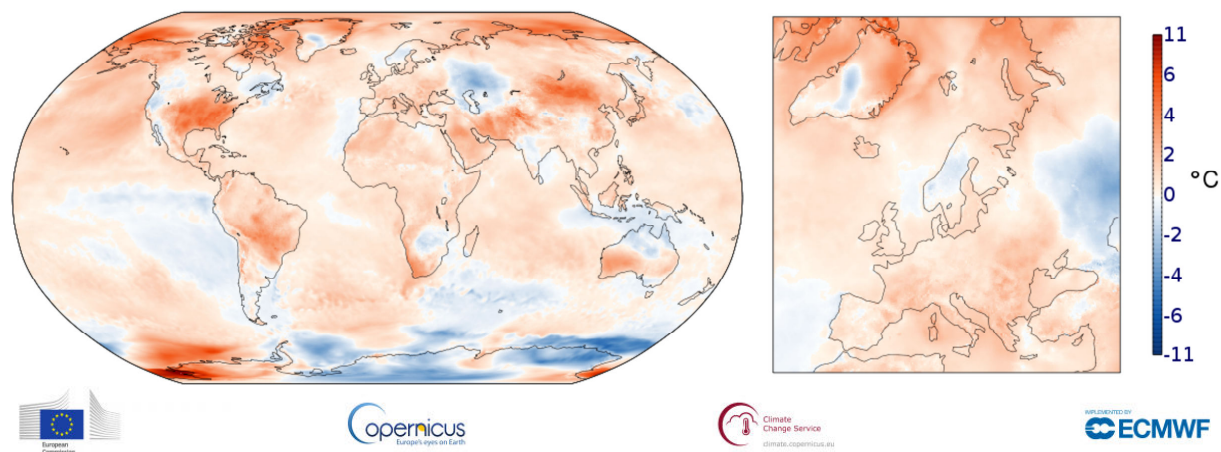 11
6
4
2
0
-2
-4
-6
-11
°C
European
Commission
opernicus
Europe's eyes on Earth
Climate
Change Service
climate.copernicus.eu
IMPLEMENTED BY
ECMWF